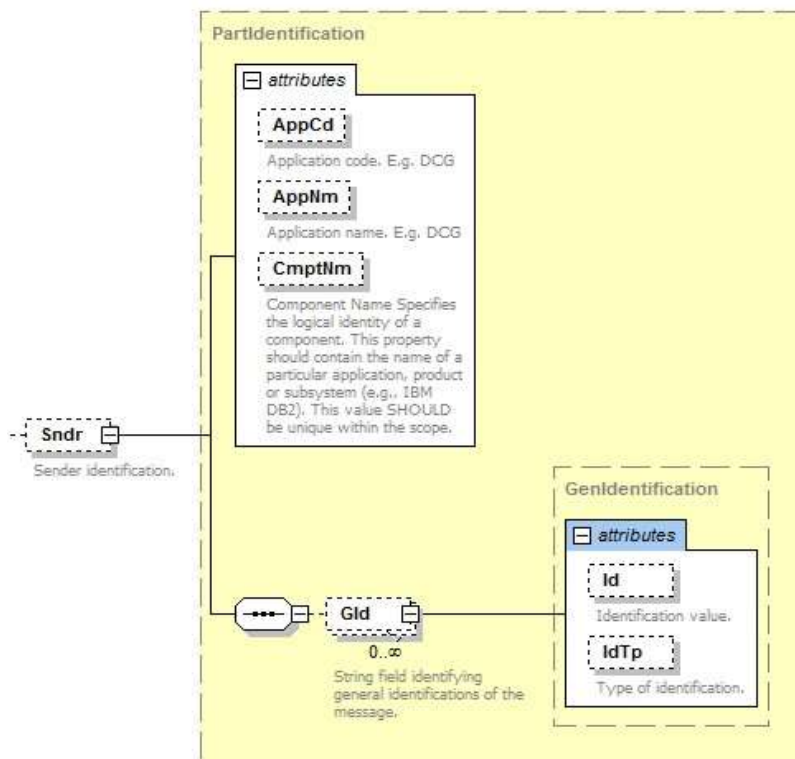 PartIdentification
attributes
AppCd
Application code. E.g. DCG
AppNm
Application name. E.g. DCG
CmptNm
Component Name Specifies
the logical identity of a
component. This property
should contain the name of a
particular application, product
or subsystem (e.g., IBM
DB2). This value SHOULD
be unique within the scope.
Sndr
Sender identification.
GenIdentification
attributes
Id
Identification value.
IdTp
Type of identification.
GId
0..∞
String field identifying
general identifications of the
message.